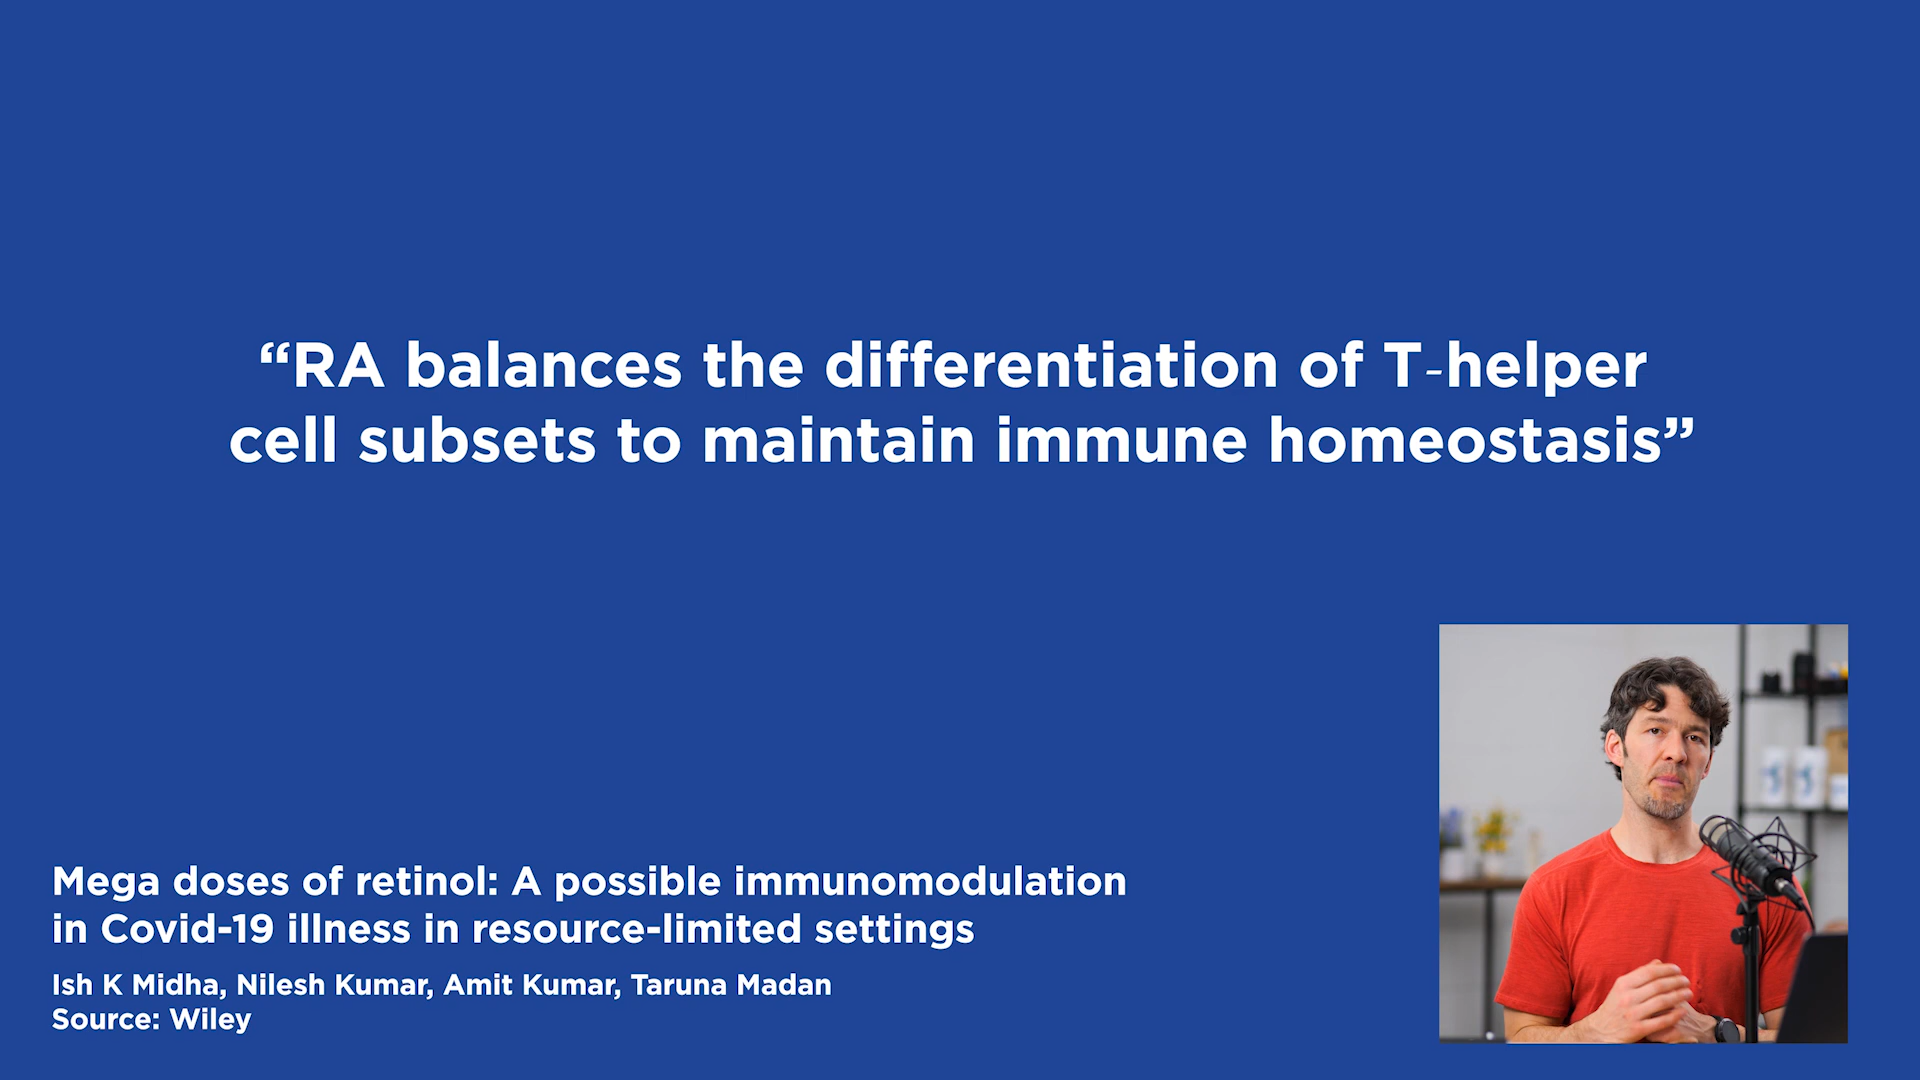 “RA balances the differentiation of T-helper
cell subsets to maintain immune homeostasis”
Mega doses of retinol: A possible immunomodulation
in Covid-19 illness in resource-limited settings
Ish K Midha, Nilesh Kumar, Amit Kumar, Taruna Madan
Source: Wiley